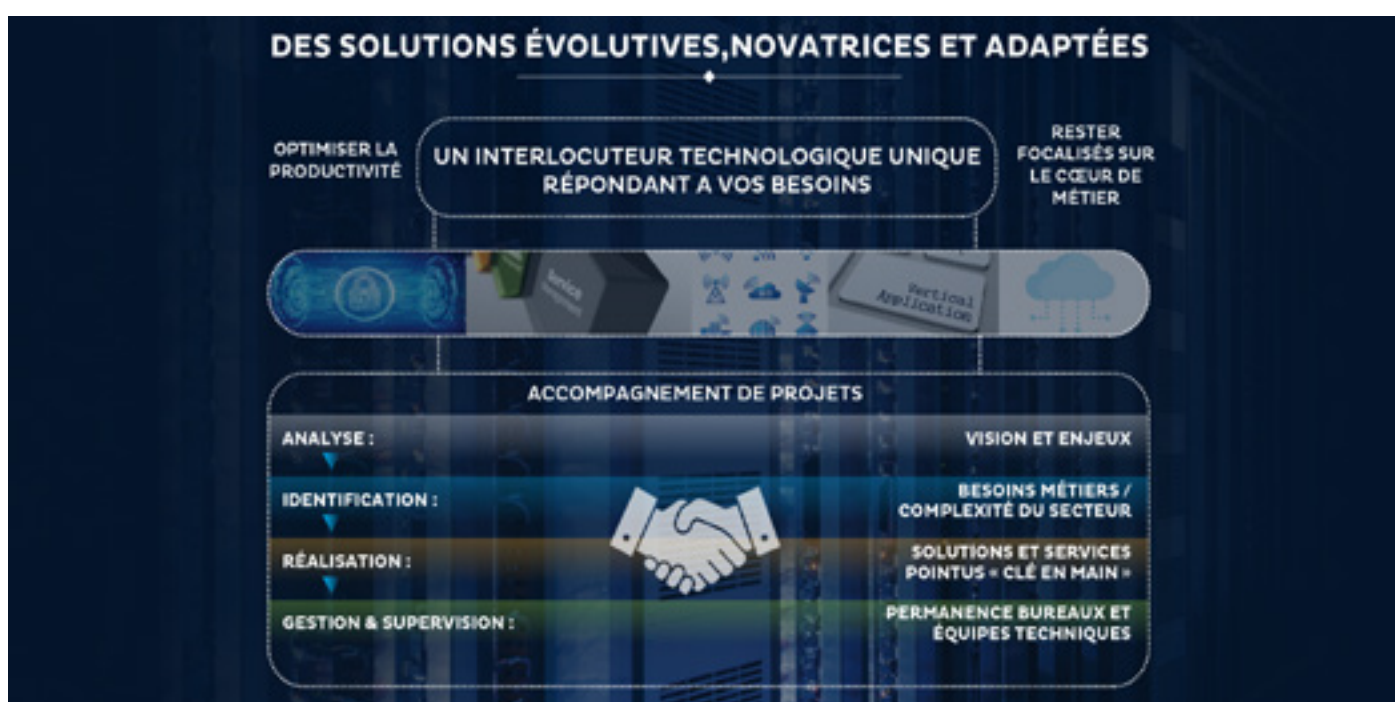 DES SOLUTIONS ÉVOLUTIVES,NOVATRICES ET ADAPTÉES
OPTIMISER LA
PRODUCTIVITÉ
UN INTERLOCUTEUR TECHNOLOGIQUE UNIQUE
RÉPONDANT A VOS BESOINS
RESTER
FOCALISÉS SUR
LE CŒUR DE
MÉTIER
Service
Management
Vertical
Application
ACCOMPAGNEMENT DE PROJETS
ANALYSE :
VISION ET ENJEUX
IDENTIFICATION :
BESOINS MÉTIERS /
COMPLEXITÉ DU SECTEUR
RÉALISATION :
SOLUTIONS ET SERVICES
POINTUS « CLÉ EN MAIN »
GESTION & SUPERVISION :
PERMANENCE BUREAUX ET
ÉQUIPES TECHNIQUES